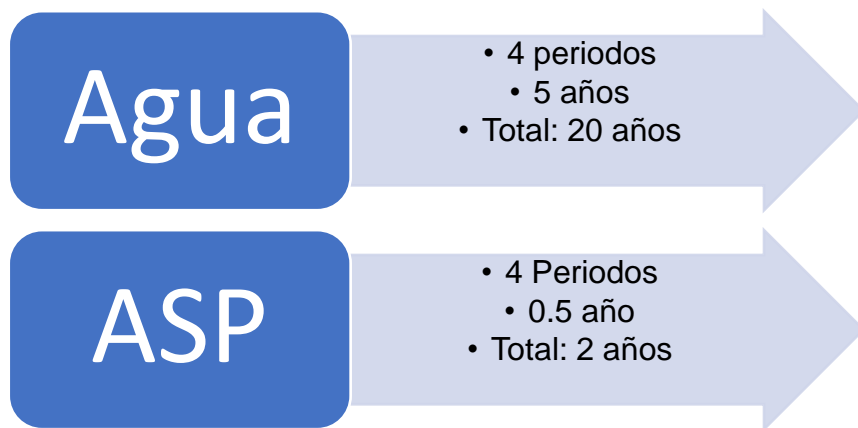 Agua
• 4 periodos
• 5 años
• Total: 20 años
ASP
• 4 Periodos
• 0.5 año
• Total: 2 años